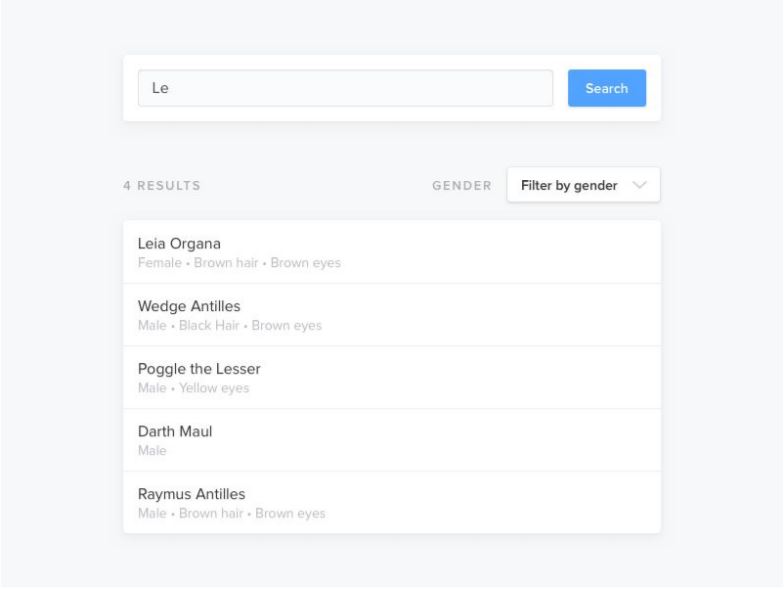 Le
Search
4 RESULTS
GENDER
Filter by gender
Leia Organa
Female • Brown hair • Brown eyes
Wedge Antilles
Male • Black Hair • Brown eyes
Poggle the Lesser
Male • Yellow eyes
Darth Maul
Male
Raymus Antilles
Male • Brown hair • Brown eyes